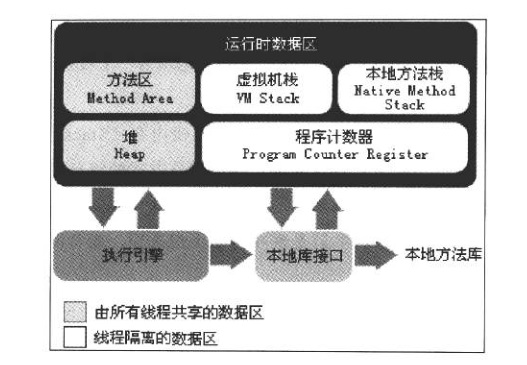 运行时数据区
方法区
Method Area
虚拟机栈
VM Stack
本地方法栈
Native Method
Stack
堆
Heap
程序计数器
Program Counter Register
执行引擎
本地库接口
本地方法库
由所有线程共享的数据区
线程隔离的数据区